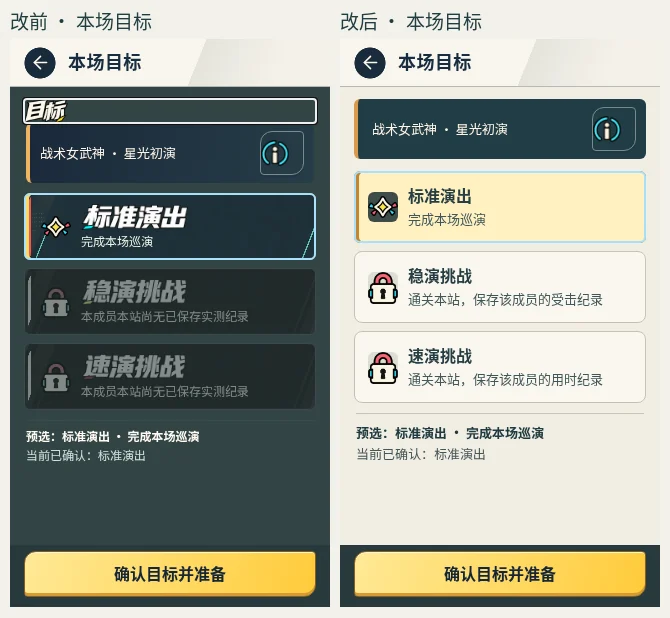 改前 · 本场目标
本场目标
目标
战术女武神 · 星光初演
标准演出
完成本场巡演
稳演挑战
本成员本站尚无已保存实测纪录
速演挑战
本成员本站尚无已保存实测纪录
预选：标准演出 · 完成本场巡演
当前已确认：标准演出
确认目标并准备
改后 · 本场目标
本场目标
战术女武神 · 星光初演
标准演出
完成本场巡演
稳演挑战
通关本站，保存该成员的受击纪录
速演挑战
通关本站，保存该成员的用时纪录
预选：标准演出 · 完成本场巡演
当前已确认：标准演出
确认目标并准备